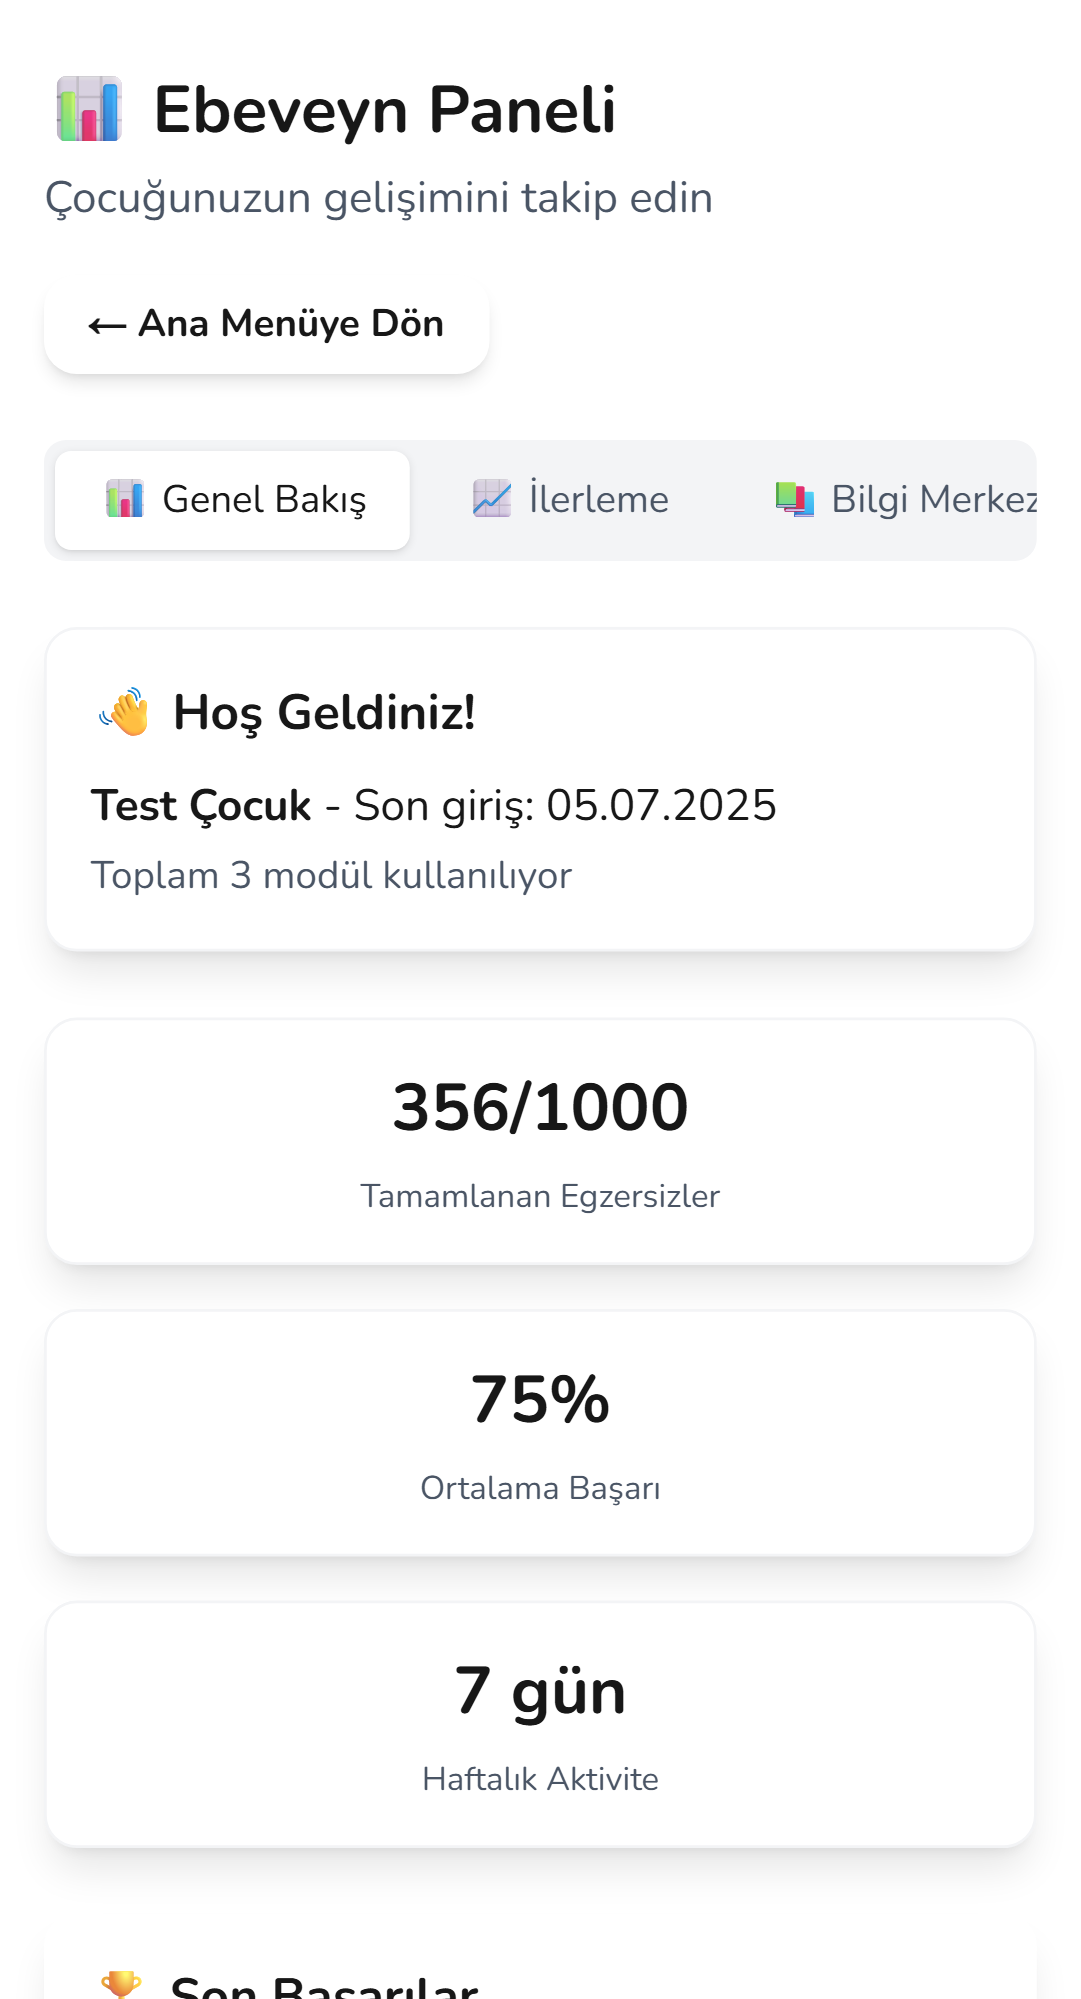 Ebeveyn Paneli
Çocuğunuzun gelişimini takip edin
← Ana Menüye Dön
Genel Bakış
İlerleme
Bilgi Merkez
Hoş Geldiniz!
Test Çocuk - Son giriş: 05.07.2025
Toplam 3 modül kullanılıyor
356/1000
Tamamlanan Egzersizler
75%
Ortalama Başarı
7 gün
Haftalık Aktivite
Son Başarılar